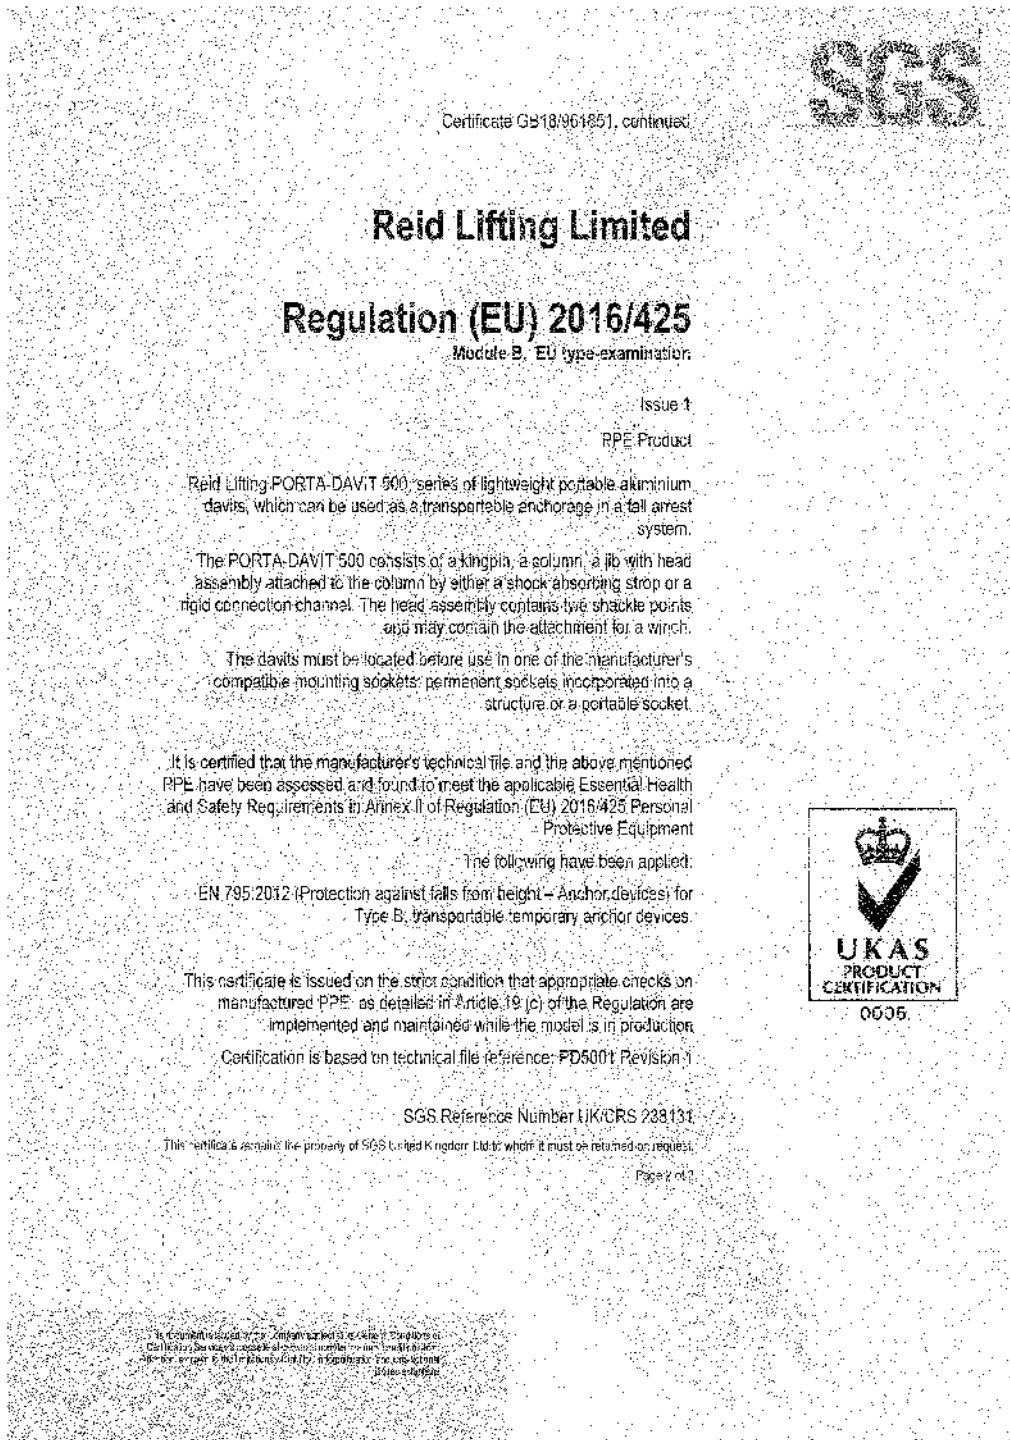 SGS
Certificate GB18/961851, continued
Reid Lifting Limited
Regulation (EU) 2016/425
Module B, EU type-examination
Issue 1
PPE Product
Reid Lifting PORTA-DAVIT 500, series of lightweight portable aluminium
davits, which can be used as a transportable anchorage in a fall arrest
system.
The PORTA-DAVIT 500 consists of a kingpin, a column, a jib with head
assembly attached to the column by either a shock absorbing strop or a
rigid connection channel. The head assembly contains two shackle points
and may contain the attachment for a winch.
The davits must be located before use in one of the manufacturer's
compatible mounting sockets: permanent sockets incorporated into a
structure or a portable socket.
It is certified that the manufacturer's technical file and the above mentioned
PPE have been assessed and found to meet the applicable Essential Health
and Safety Requirements in Annex II of Regulation (EU) 2016/425 Personal
Protective Equipment
The following have been applied:
EN 795:2012 (Protection against falls from height – Anchor devices) for
Type B, transportable temporary anchor devices.
UKAS
PRODUCT
CERTIFICATION
0005
This certificate is issued on the strict condition that appropriate checks on
manufactured PPE, as detailed in Article 19 (c) of the Regulation are
implemented and maintained while the model is in production
Certification is based on technical file reference: PD5001 Revision 1
SGS Reference Number UK/CRS 238131
This certificate remains the property of SGS United Kingdom Ltd to whom it must be returned on request.
Page 2 of 2